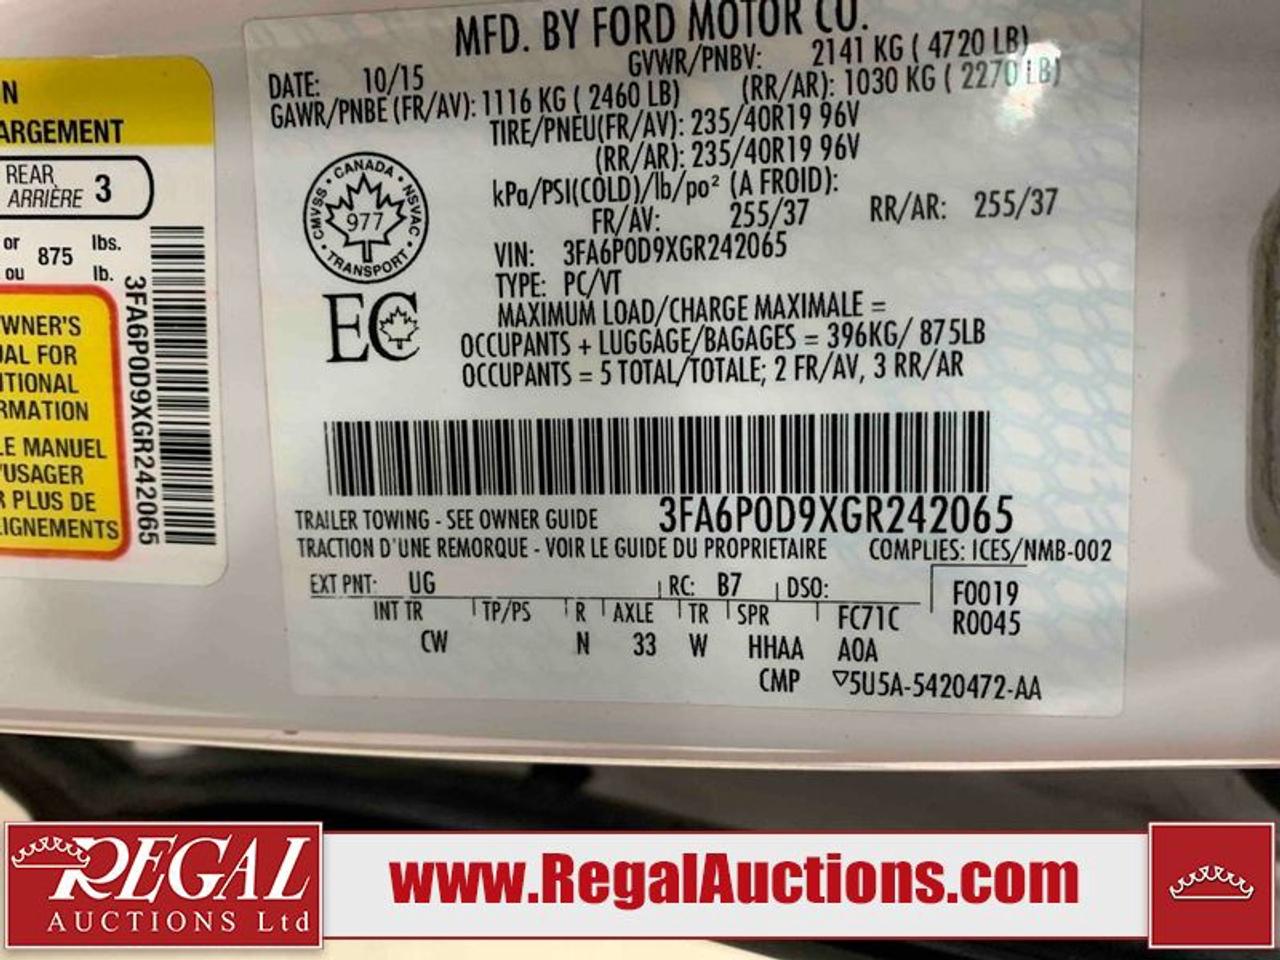 MFD. BY FORD MOTOR CO.
DATE: 10/15
GVWR/PNBV: 2141 KG ( 4720 LB)
GAWR/PNBE (FR/AV): 1116 KG ( 2460 LB)
(RR/AR): 1030 KG ( 2270 LB)
TIRE/PNEU(FR/AV): 235/40R19 96V
(RR/AR): 235/40R19 96V
kPa/PSI(COLD)/lb/po² (A FROID):
FR/AV: 255/37 RR/AR: 255/37
VIN: 3FA6P0D9XGR242065
TYPE: PC/VT
MAXIMUM LOAD/CHARGE MAXIMALE =
OCCUPANTS + LUGGAGE/BAGAGES = 396KG/ 875LB
OCCUPANTS = 5 TOTAL/TOTALE; 2 FR/AV, 3 RR/AR
CANADA
CMVSS
977
NSVAC
TRANSPORT
EC
3FA6P0D9XGR242065
TRAILER TOWING - SEE OWNER GUIDE
TRACTION D'UNE REMORQUE - VOIR LE GUIDE DU PROPRIETAIRE
COMPLIES: ICES/NMB-002
EXT PNT: UG RC: B7 DSO:
INT TR TP/PS R AXLE TR SPR FC71C
CW N 33 W HHAA A0A
F0019
R0045
CMP ▽5U5A-5420472-AA
N
ARGEMENT
REAR
ARRIÈRE 3
or 875 lbs.
ou lb.
WNER'S
UAL FOR
ITIONAL
RMATION
LE MANUEL
'USAGER
R PLUS DE
EIGNEMENTS
3FA6P0D9XGR242065
REGAL
AUCTIONS Ltd
www.RegalAuctions.com